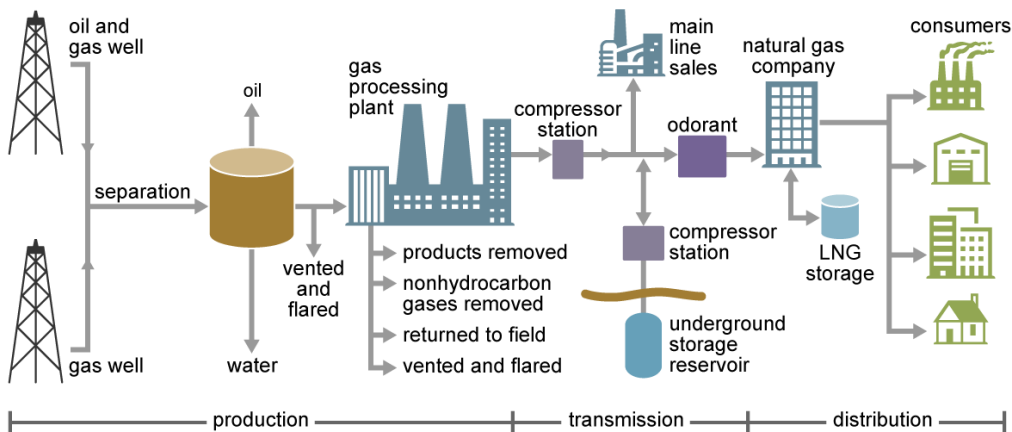 oil and
gas well
oil
separation
vented
and
flared
gas well
water
gas
processing
plant
products removed
nonhydrocarbon
gases removed
returned to field
vented and flared
compressor
station
main
line
sales
odorant
compressor
station
underground
storage
reservoir
natural gas
company
LNG
storage
consumers
production
transmission
distribution